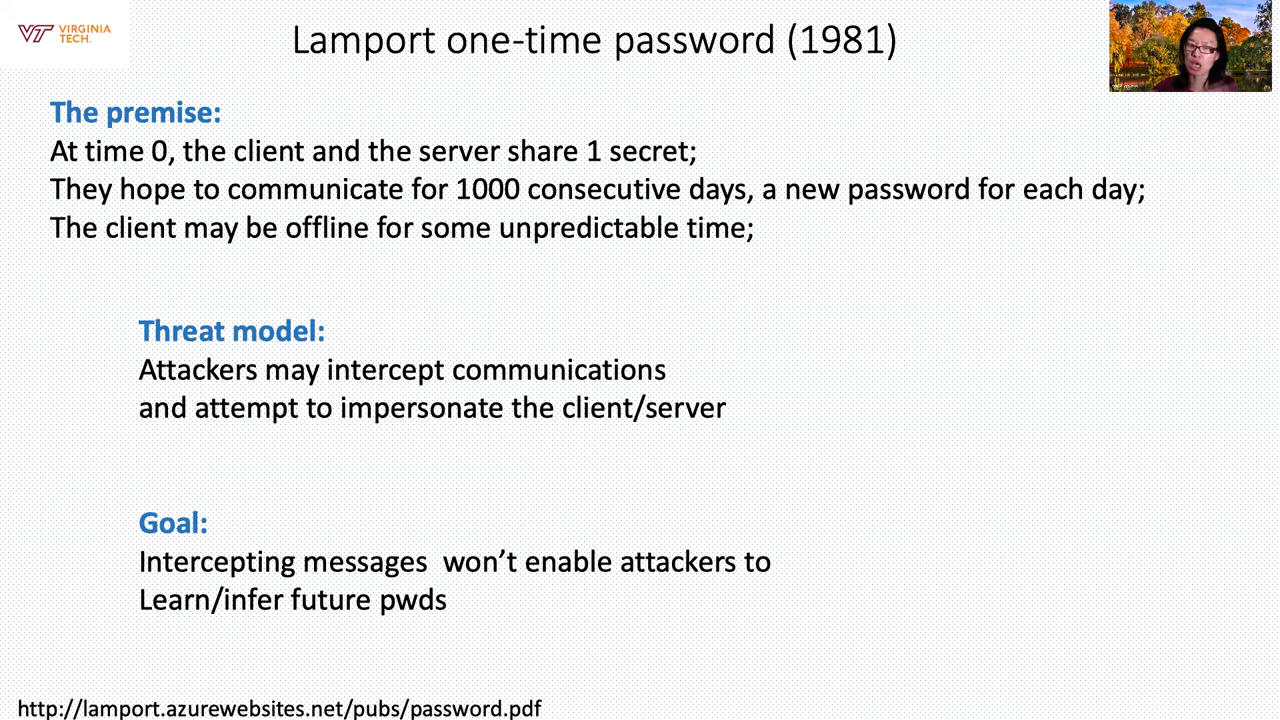 VT VIRGINIA
TECH.
Lamport one-time password (1981)
The premise:
At time 0, the client and the server share 1 secret;
They hope to communicate for 1000 consecutive days, a new password for each day;
The client may be offline for some unpredictable time;
Threat model:
Attackers may intercept communications
and attempt to impersonate the client/server
Goal:
Intercepting messages  won’t enable attackers to
Learn/infer future pwds
http://lamport.azurewebsites.net/pubs/password.pdf